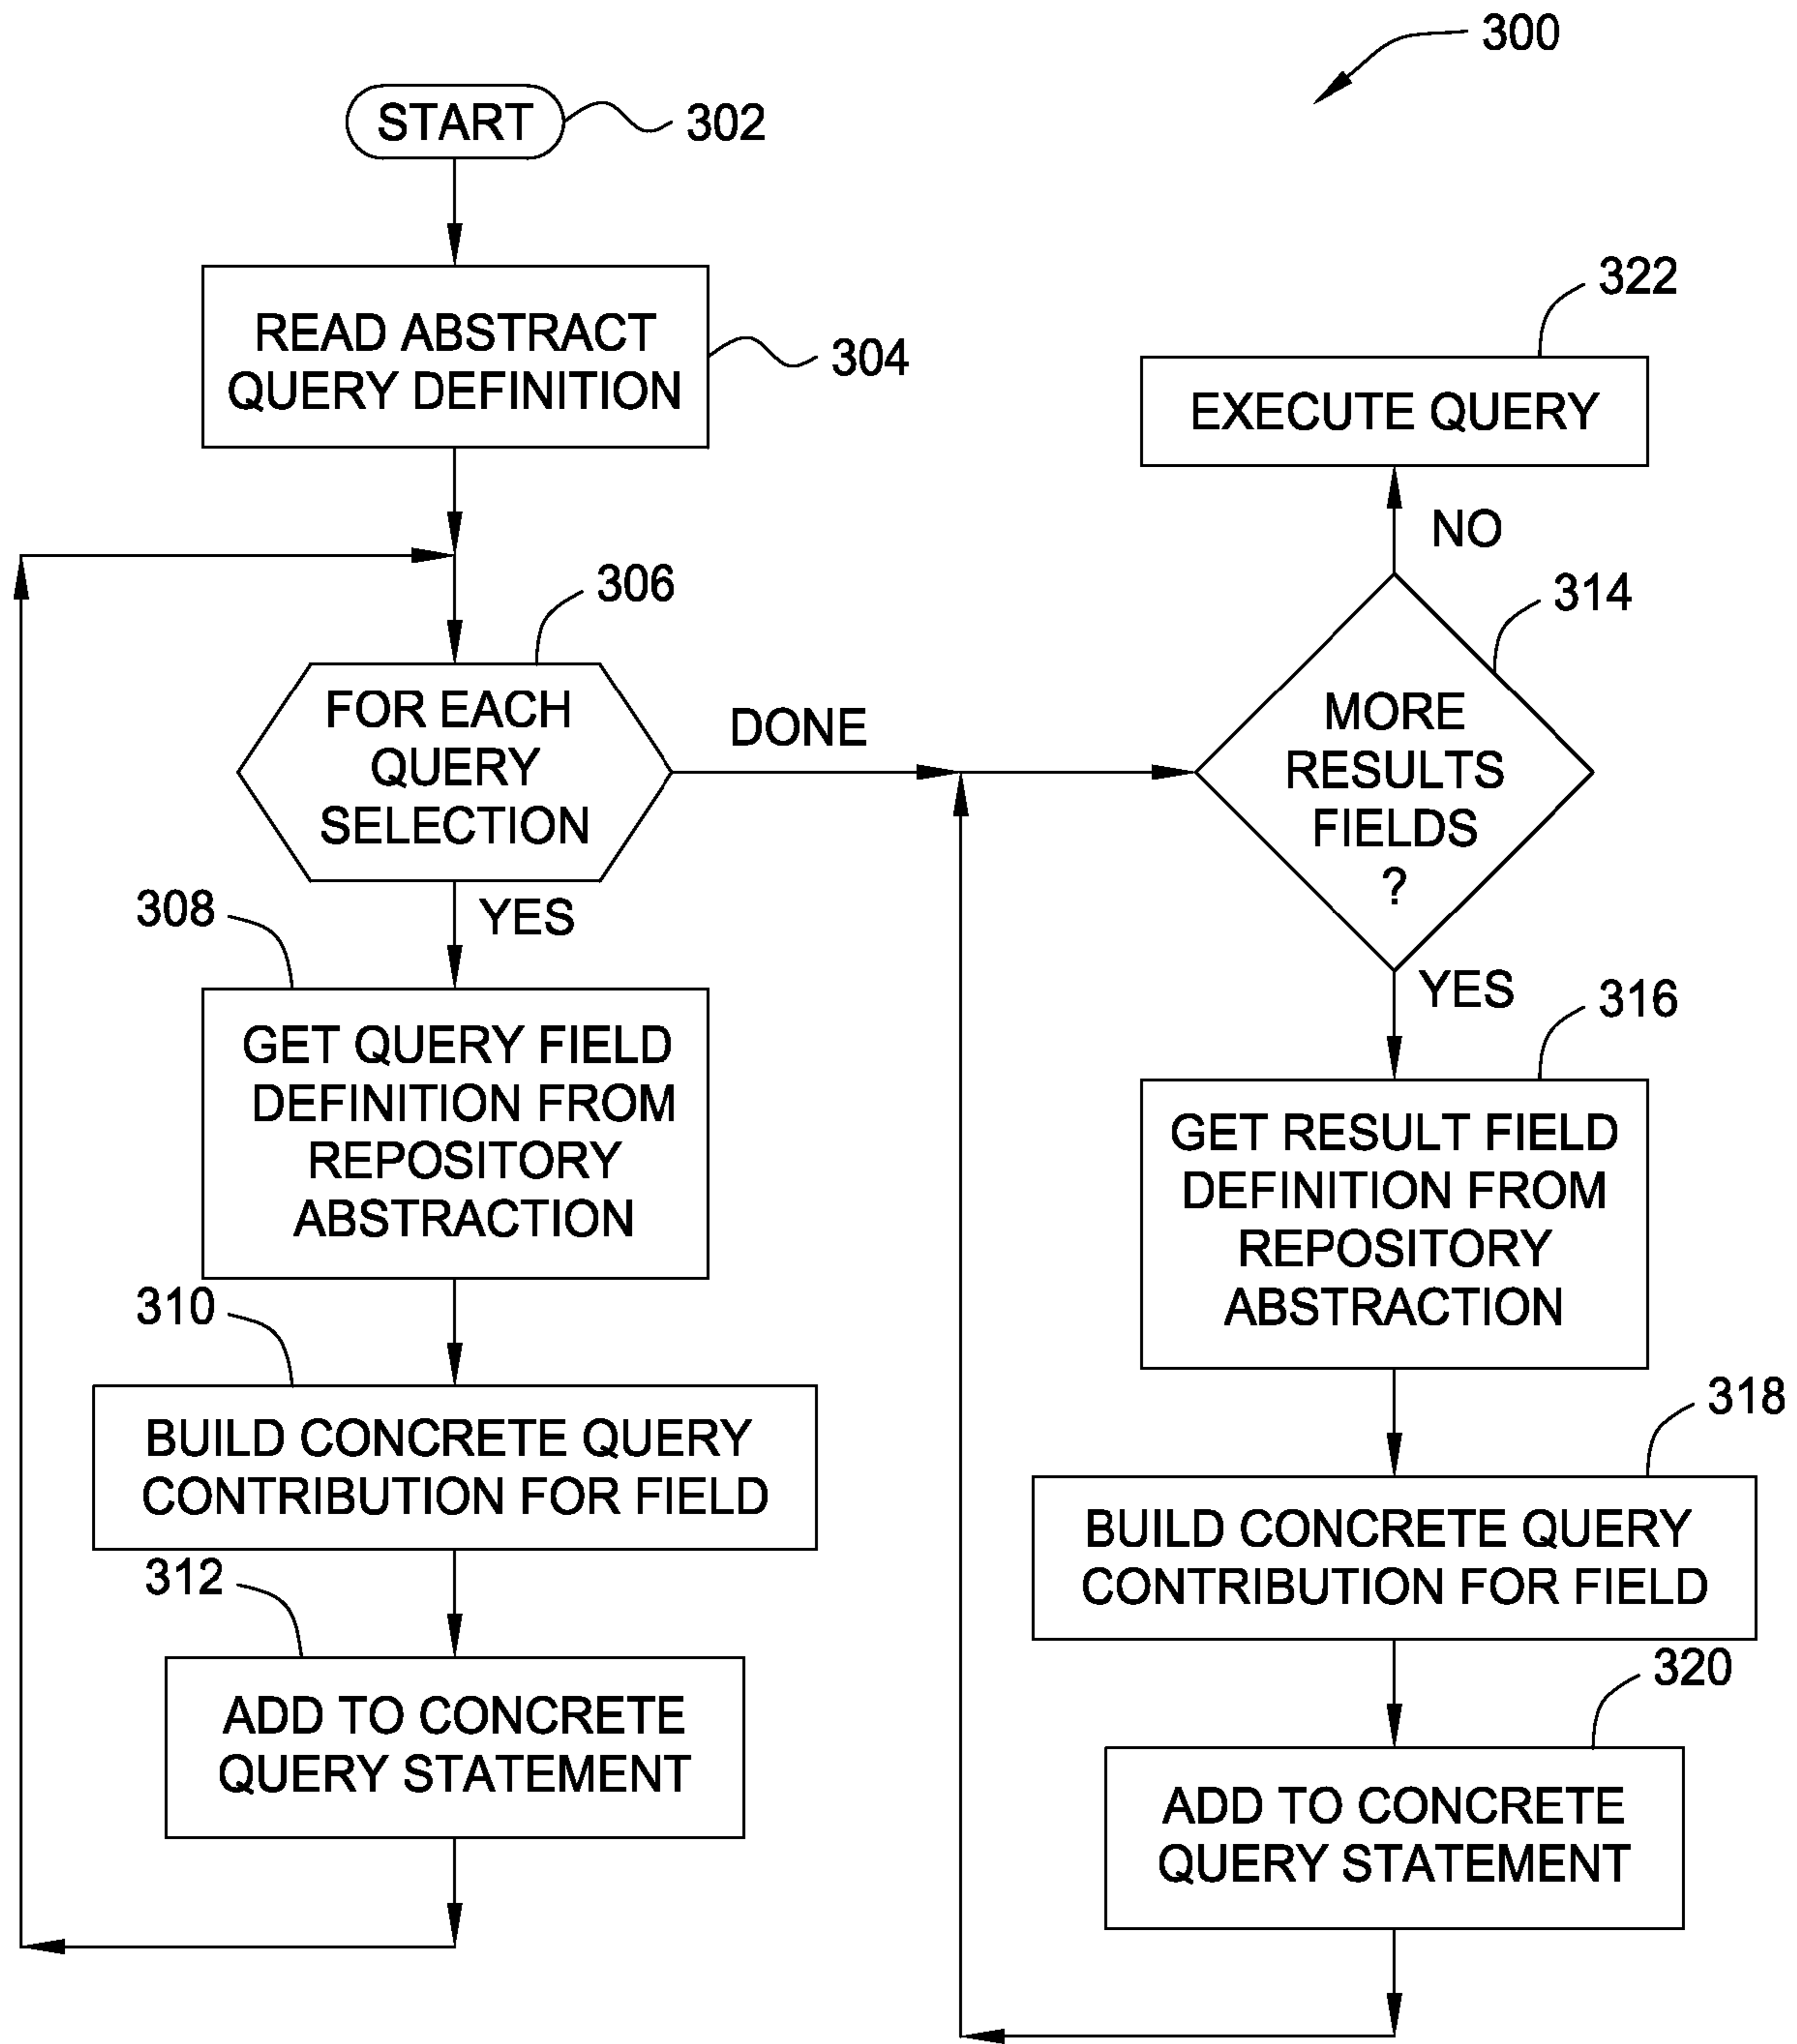 300
START
302
READ ABSTRACT
QUERY DEFINITION
304
306
FOR EACH
QUERY
SELECTION
DONE
YES
308
GET QUERY FIELD
DEFINITION FROM
REPOSITORY
ABSTRACTION
310
BUILD CONCRETE QUERY
CONTRIBUTION FOR FIELD
312
ADD TO CONCRETE
QUERY STATEMENT
322
EXECUTE QUERY
NO
314
MORE
RESULTS
FIELDS
?
YES
316
GET RESULT FIELD
DEFINITION FROM
REPOSITORY
ABSTRACTION
318
BUILD CONCRETE QUERY
CONTRIBUTION FOR FIELD
320
ADD TO CONCRETE
QUERY STATEMENT